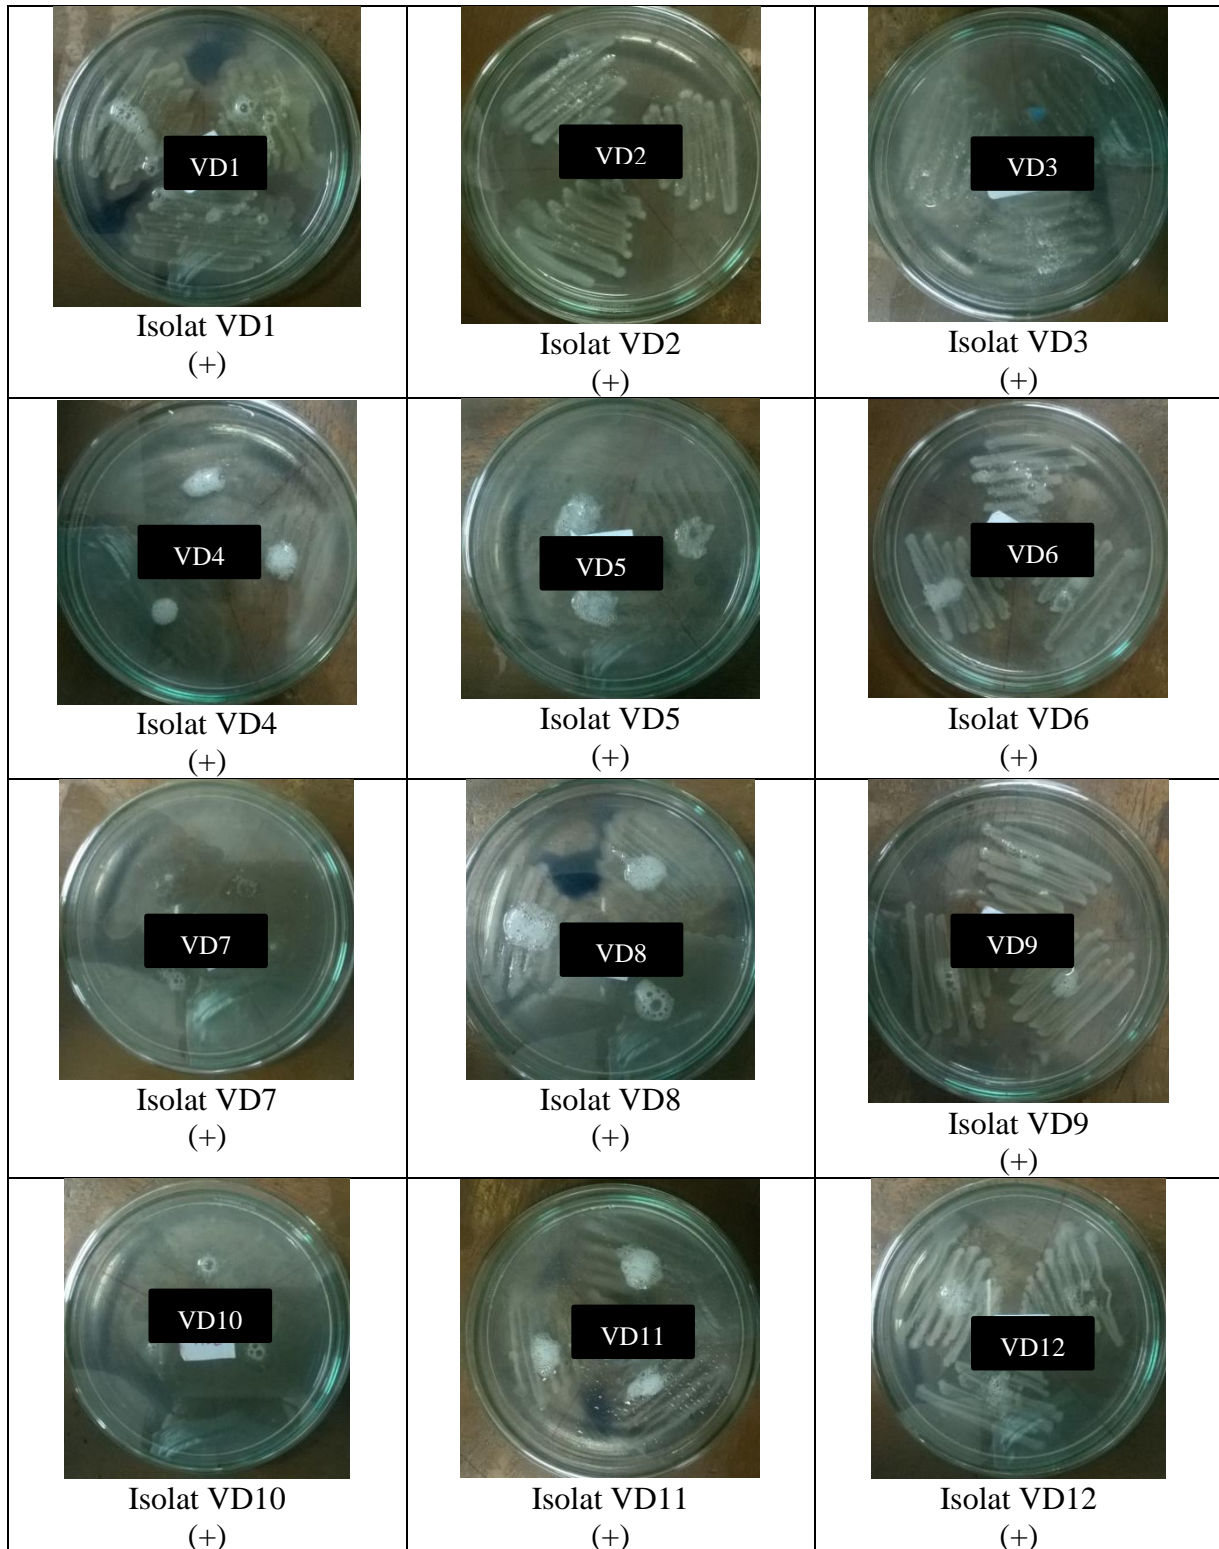 VD1
VD2
VD3
Isolat VD1
(+)
Isolat VD2
(+)
Isolat VD3
(+)
VD4
VD5
VD6
Isolat VD4
(+)
Isolat VD5
(+)
Isolat VD6
(+)
VD7
VD8
VD9
Isolat VD7
(+)
Isolat VD8
(+)
Isolat VD9
(+)
VD10
VD11
VD12
Isolat VD10
(+)
Isolat VD11
(+)
Isolat VD12
(+)